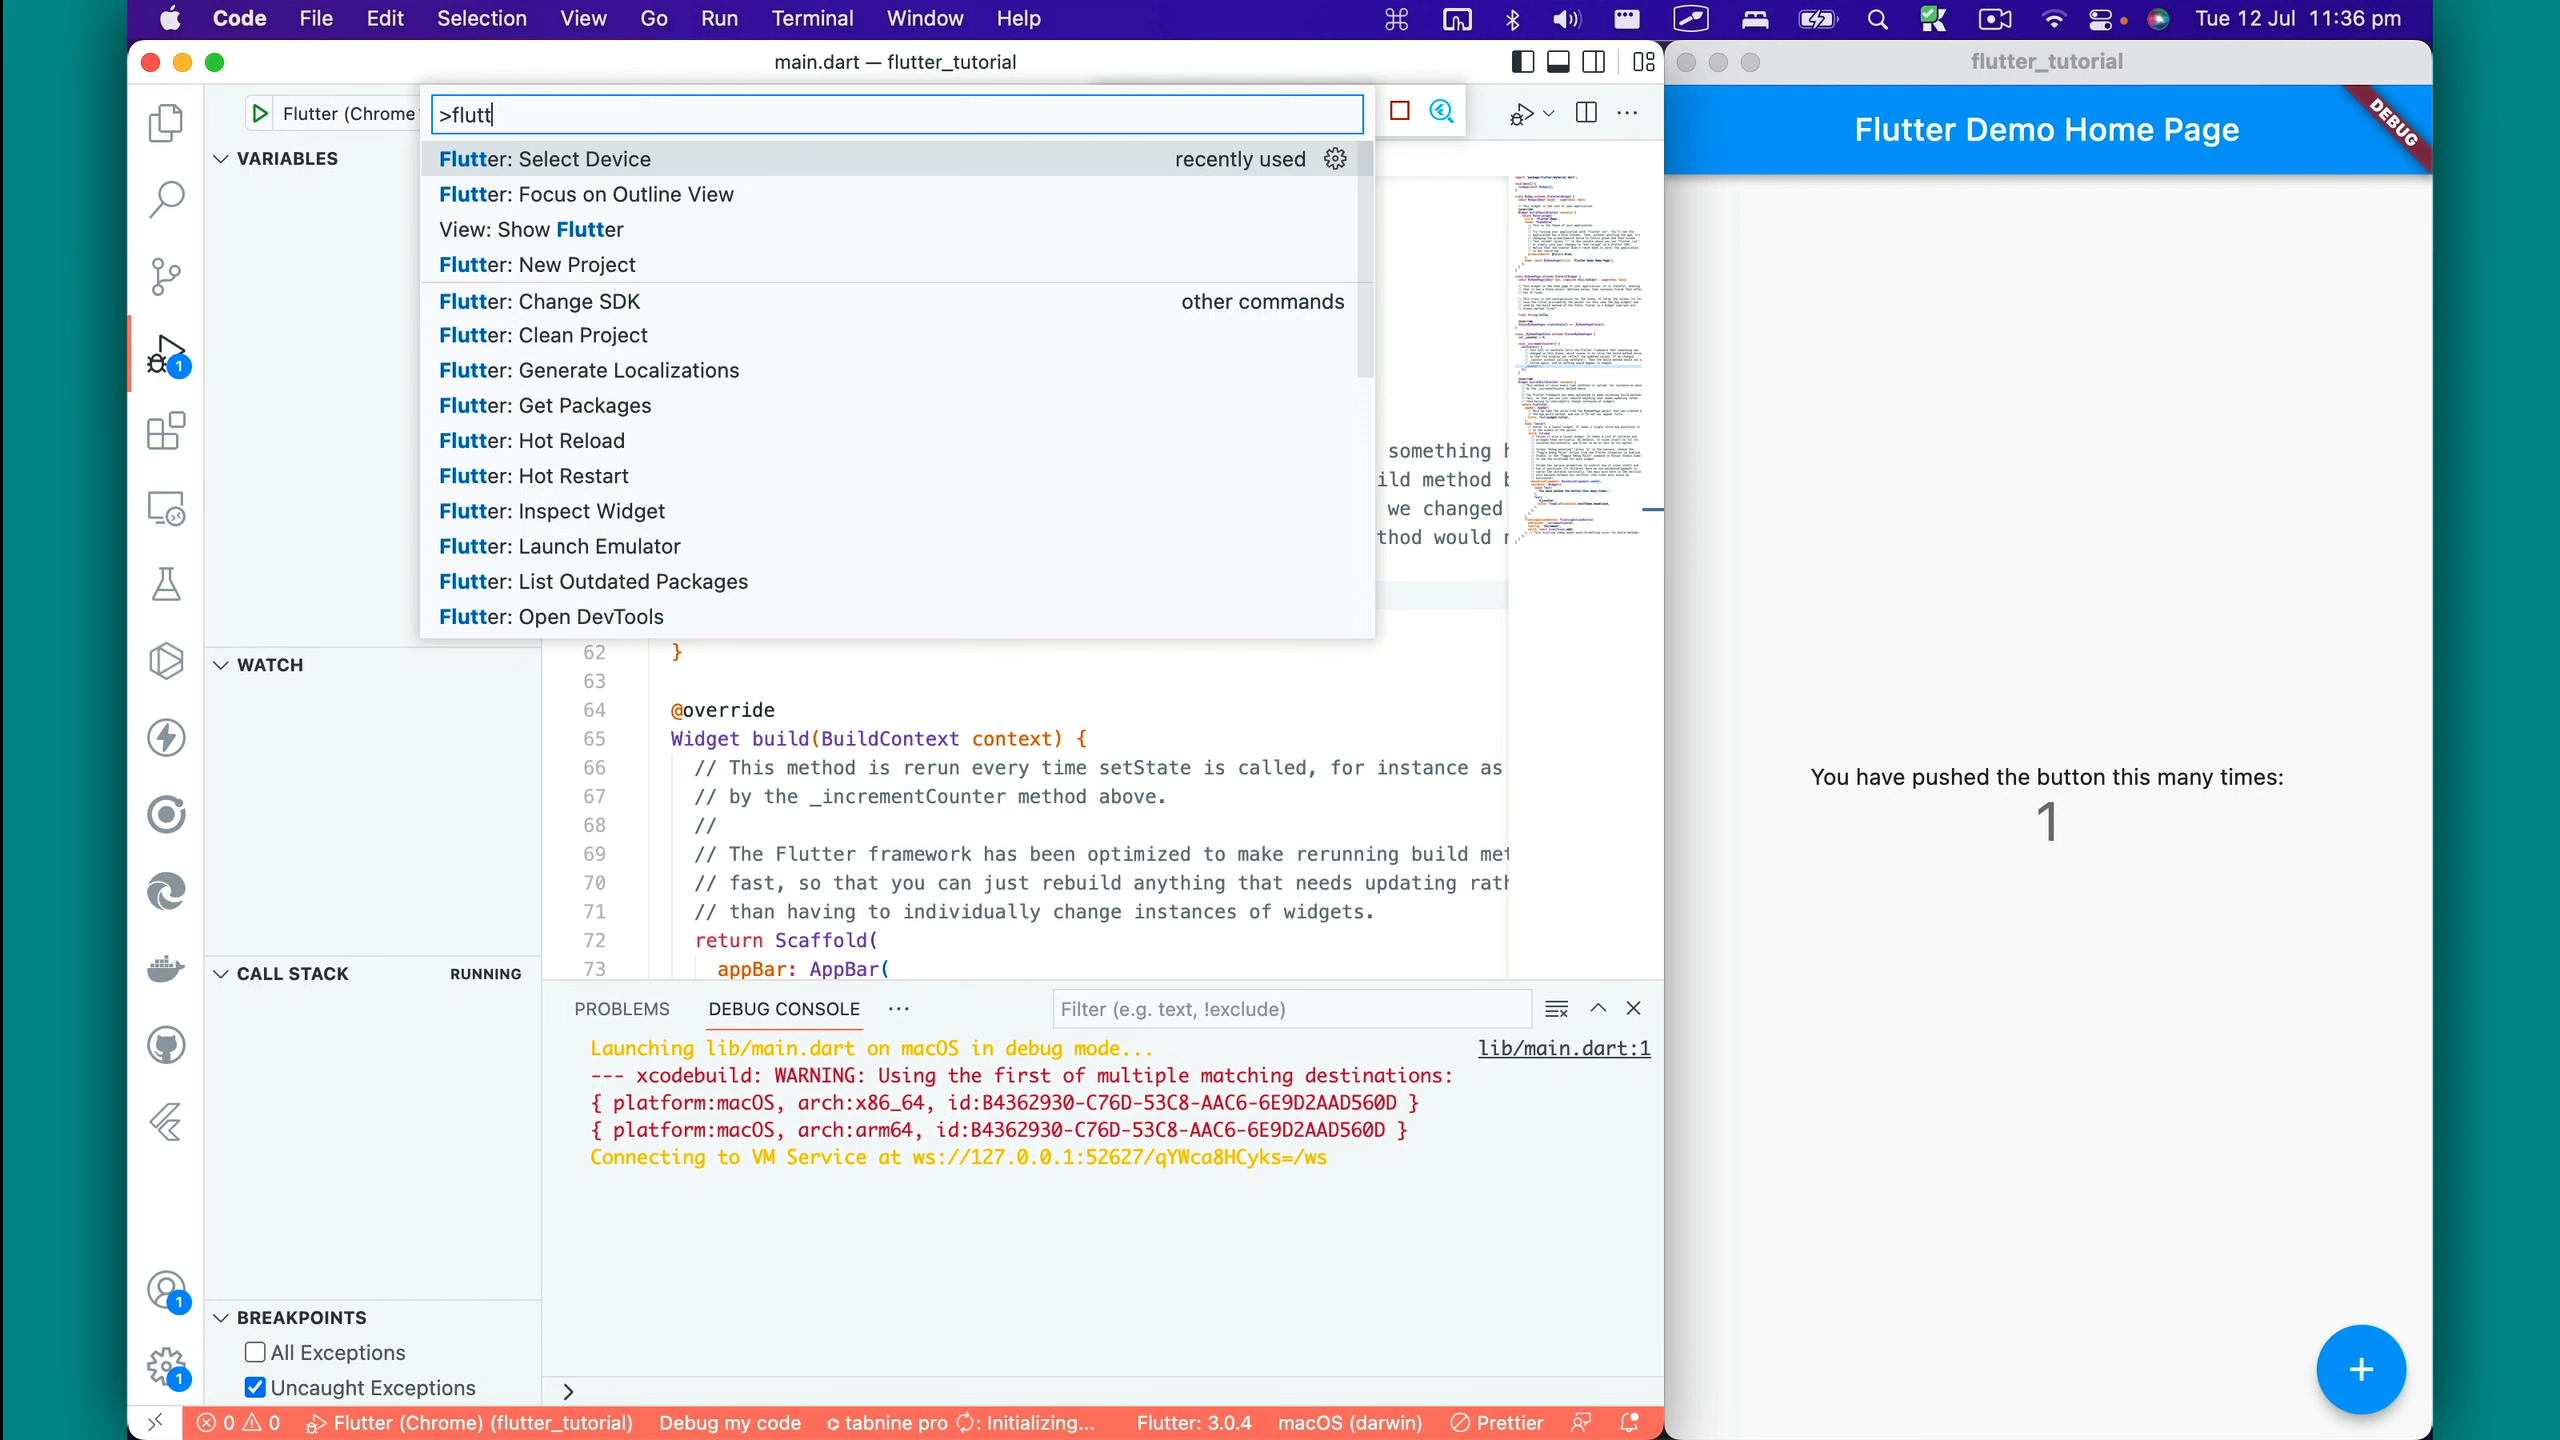 Code File Edit Selection View Go Run Terminal Window Help
Tue 12 Jul 11:36 pm
main.dart — flutter_tutorial
Flutter (Chrome
>flutt
VARIABLES
Flutter: Select Device
recently used
Flutter: Focus on Outline View
View: Show Flutter
Flutter: New Project
Flutter: Change SDK
other commands
Flutter: Clean Project
Flutter: Generate Localizations
Flutter: Get Packages
Flutter: Hot Reload
Flutter: Hot Restart
Flutter: Inspect Widget
Flutter: Launch Emulator
Flutter: List Outdated Packages
Flutter: Open DevTools
something h
ild method b
we changed
thod would
62 }
63
64 @override
65 Widget build(BuildContext context) {
66 // This method is rerun every time setState is called, for instance as
67 // by the _incrementCounter method above.
68 //
69 // The Flutter framework has been optimized to make rerunning build met
70 // fast, so that you can just rebuild anything that needs updating rath
71 // than having to individually change instances of widgets.
72 return Scaffold(
73 appBar: AppBar(
WATCH
CALL STACK
RUNNING
BREAKPOINTS
All Exceptions
Uncaught Exceptions
1
1
1
PROBLEMS DEBUG CONSOLE
Filter (e.g. text, !exclude)
Launching lib/main.dart on macOS in debug mode...
lib/main.dart:1
--- xcodebuild: WARNING: Using the first of multiple matching destinations:
{ platform:macOS, arch:x86_64, id:B4362930-C76D-53C8-AAC6-6E9D2AAD560D }
{ platform:macOS, arch:arm64, id:B4362930-C76D-53C8-AAC6-6E9D2AAD560D }
Connecting to VM Service at ws://127.0.0.1:52627/qYWca8HCyks=/ws
0 0 Flutter (Chrome) (flutter_tutorial) Debug my code tabnine pro : Initializing... Flutter: 3.0.4 macOS (darwin) Prettier
flutter_tutorial
Flutter Demo Home Page
DEBUG
You have pushed the button this many times:
1